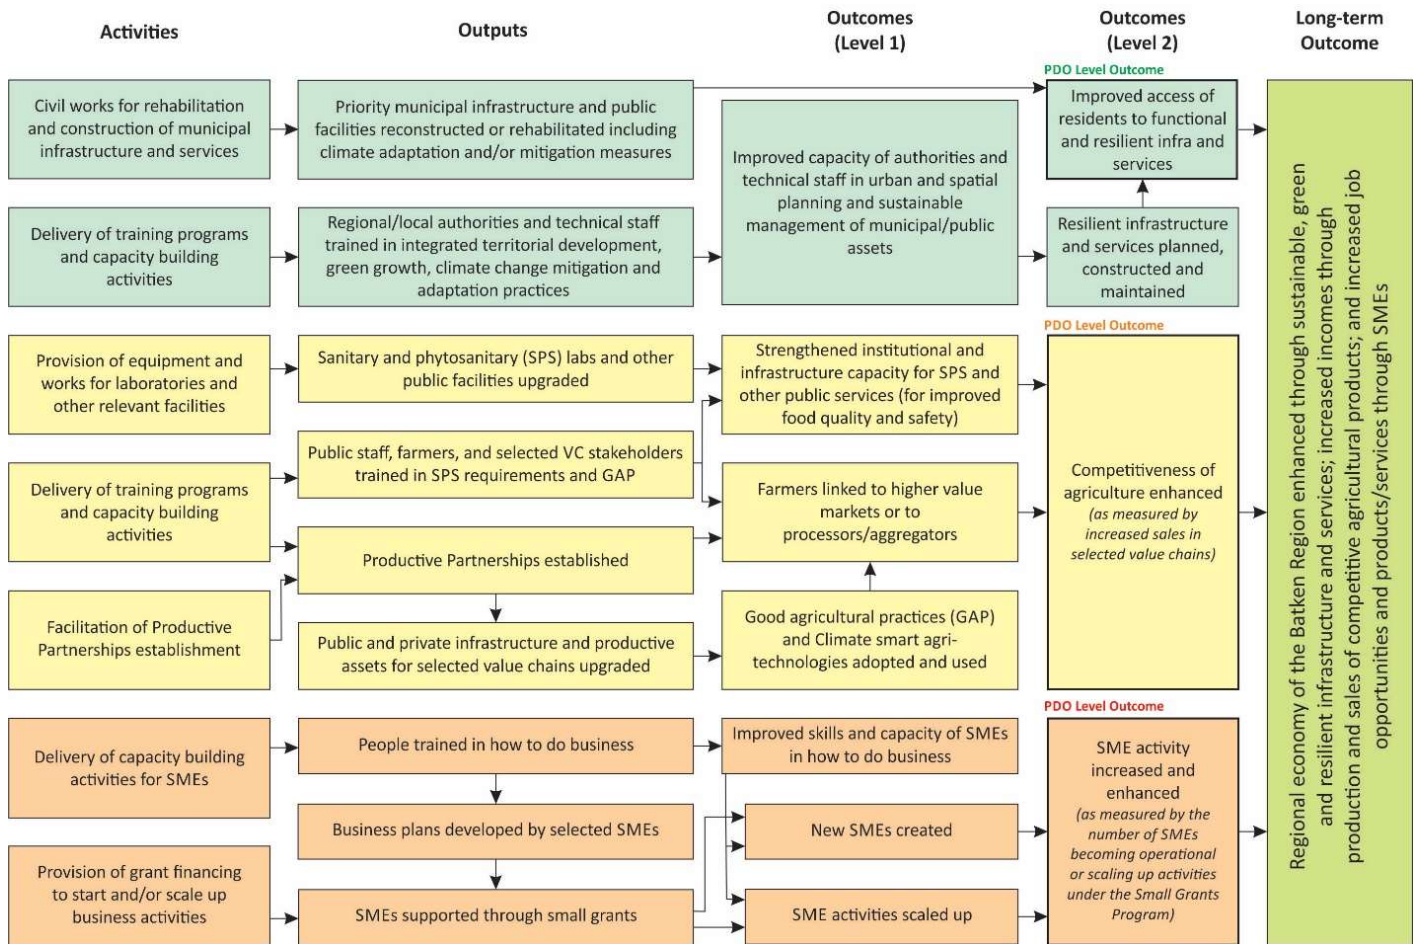 Activities
Outputs
Outcomes
(Level 1)
Outcomes
(Level 2)
Long-term
Outcome
Civil works for rehabilitation
and construction of municipal
infrastructure and services
Priority municipal infrastructure and public
facilities reconstructed or rehabilitated including
climate adaptation and/or mitigation measures
Improved capacity of authorities and
technical staff in urban and spatial
planning and sustainable
management of municipal/public
assets
PDO Level Outcome
Improved access of
residents to functional
and resilient infra and
services
Delivery of training programs
and capacity building
activities
Regional/local authorities and technical staff
trained in integrated territorial development,
green growth, climate change mitigation and
adaptation practices
Resilient infrastructure
and services planned,
constructed and
maintained
Provision of equipment and
works for laboratories and
other relevant facilities
Sanitary and phytosanitary (SPS) labs and other
public facilities upgraded
Strengthened institutional and
infrastructure capacity for SPS and
other public services (for improved
food quality and safety)
PDO Level Outcome
Competitiveness of
agriculture enhanced
(as measured by
increased sales in
selected value chains)
Delivery of training programs
and capacity building
activities
Public staff, farmers, and selected VC stakeholders
trained in SPS requirements and GAP
Farmers linked to higher value
markets or to
processors/aggregators
Productive Partnerships established
Facilitation of Productive
Partnerships establishment
Public and private infrastructure and productive
assets for selected value chains upgraded
Good agricultural practices (GAP)
and Climate smart agri-
technologies adopted and used
Delivery of capacity building
activities for SMEs
People trained in how to do business
Improved skills and capacity of SMEs
in how to do business
PDO Level Outcome
SME activity
increased and
enhanced
(as measured by the
number of SMEs
becoming operational
or scaling up activities
under the Small Grants
Program)
Business plans developed by selected SMEs
New SMEs created
Provision of grant financing
to start and/or scale up
business activities
SMEs supported through small grants
SME activities scaled up
Regional economy of the Batken Region enhanced through sustainable, green
and resilient infrastructure and services; increased incomes through
production and sales of competitive agricultural products; and increased job
opportunities and products/services through SMEs